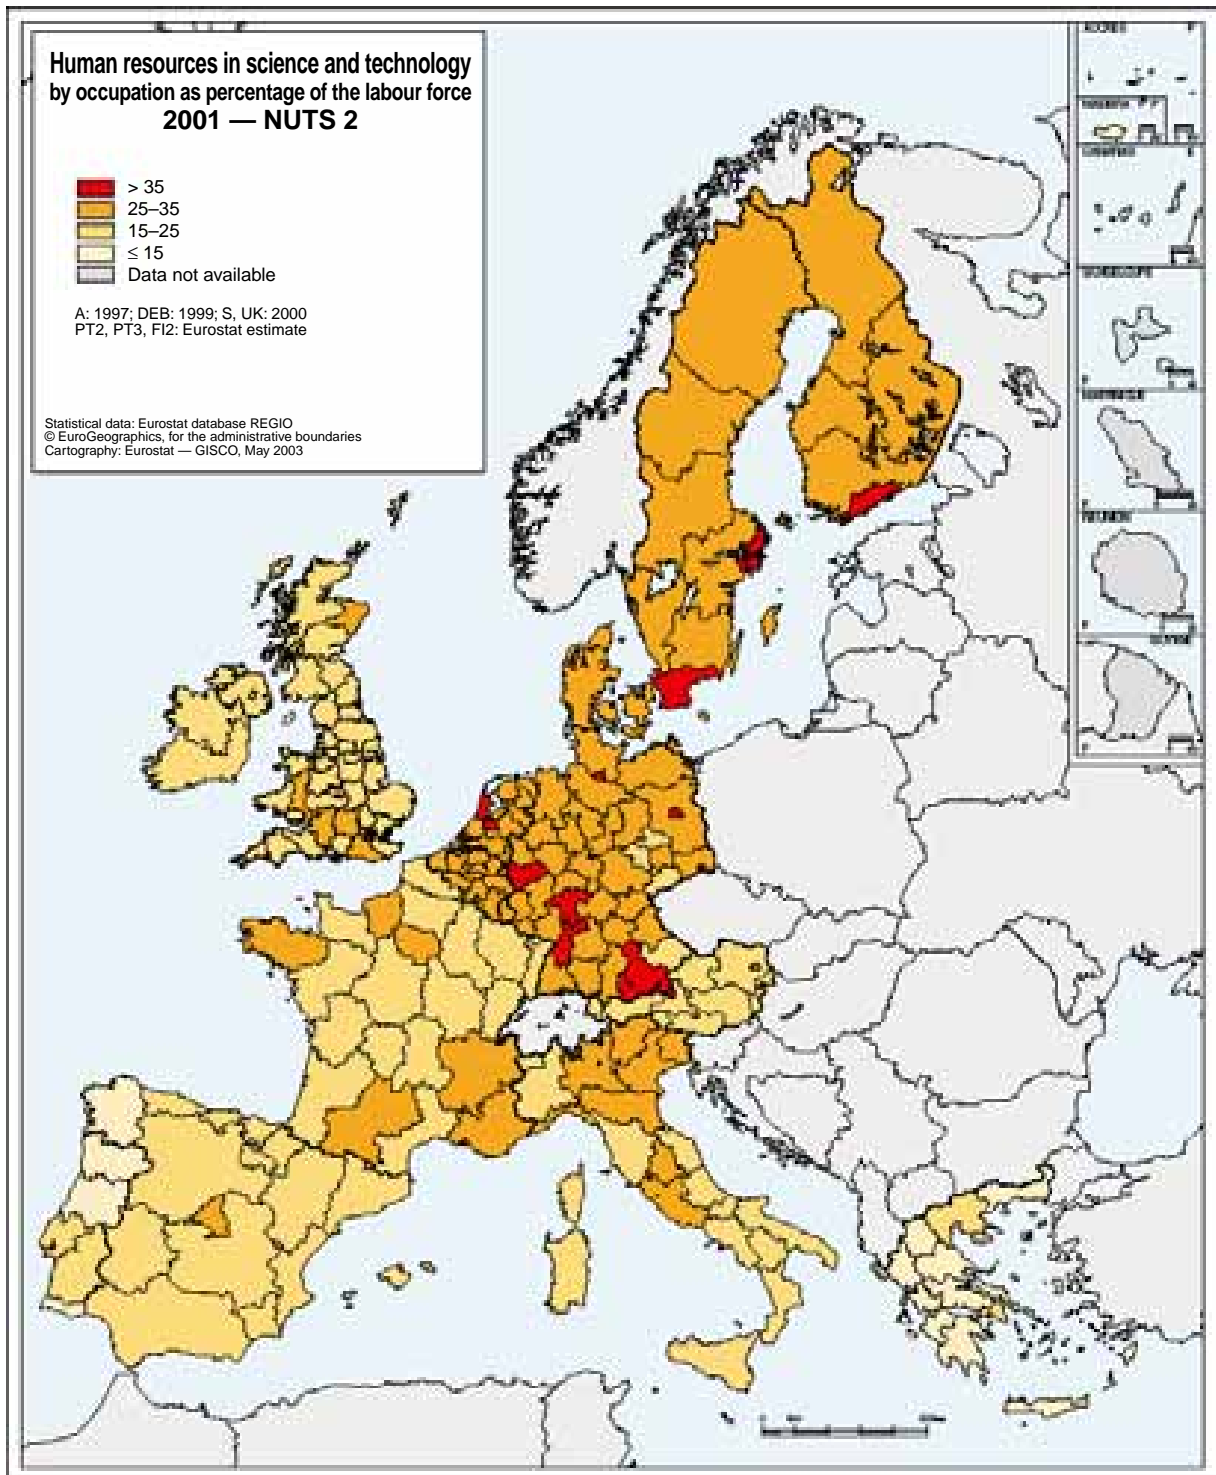 Human resources in science and technology
by occupation as percentage of the labour force
2001 — NUTS 2
> 35
25–35
15–25
≤ 15
Data not available
A: 1997; DEB: 1999; S, UK: 2000
PT2, PT3, FI2: Eurostat estimate
Statistical data: Eurostat database REGIO
© EuroGeographics, for the administrative boundaries
Cartography: Eurostat — GISCO, May 2003